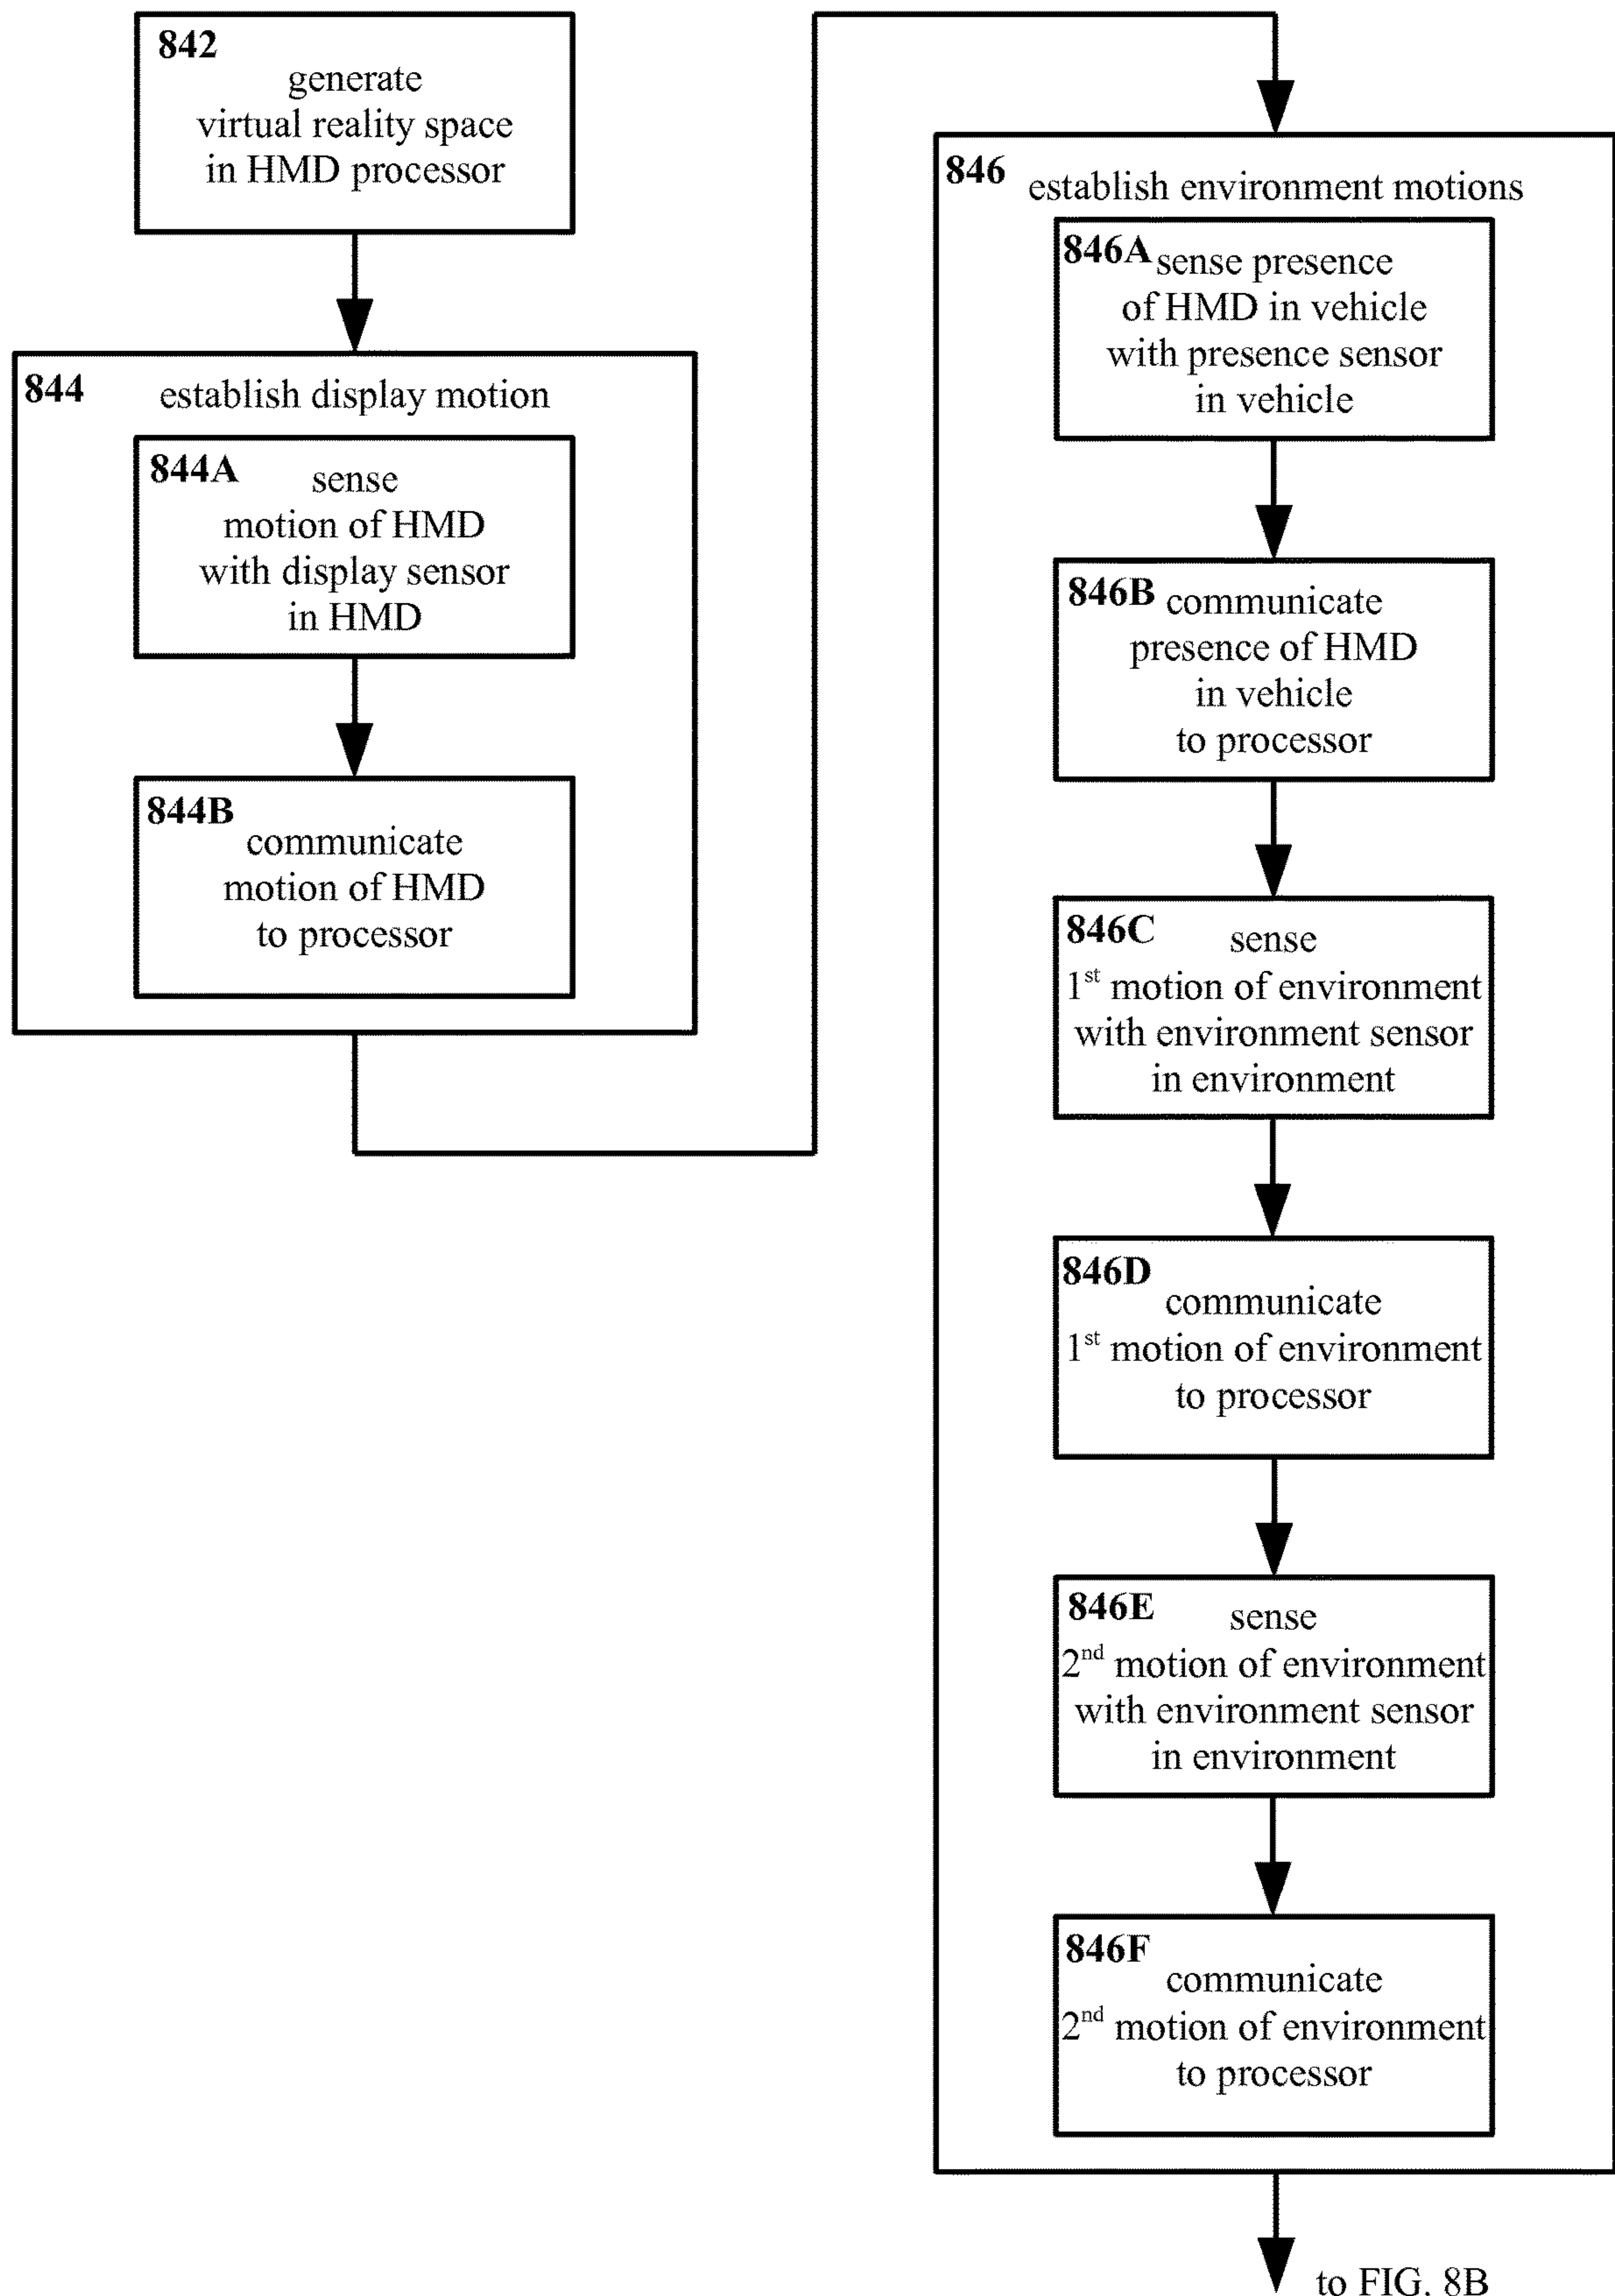 842
generate
virtual reality space
in HMD processor
844 establish display motion
844A sense
motion of HMD
with display sensor
in HMD
844B
communicate
motion of HMD
to processor
846 establish environment motions
846A sense presence
of HMD in vehicle
with presence sensor
in vehicle
846B communicate
presence of HMD
in vehicle
to processor
846C sense
1st motion of environment
with environment sensor
in environment
846D
communicate
1st motion of environment
to processor
846E sense
2nd motion of environment
with environment sensor
in environment
846F
communicate
2nd motion of environment
to processor
to FIG. 8B